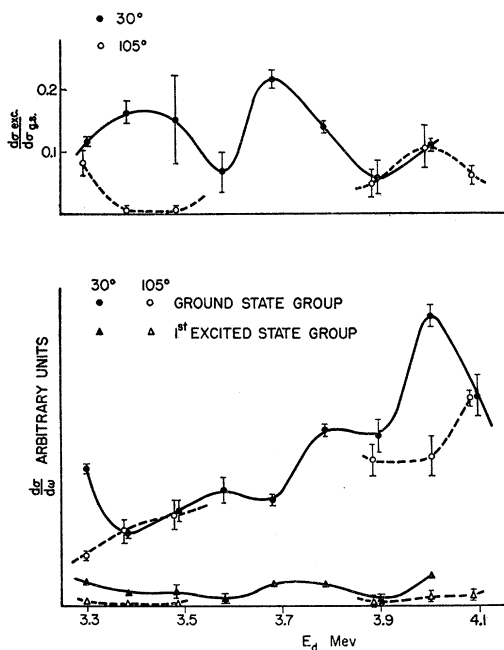 30°
105°
dσ exc.
dσ g.s.
0.2
0.1
30° 105°
GROUND STATE GROUP
1st EXCITED STATE GROUP
dσ
dω ARBITRARY UNITS
3.3 3.5 3.7 3.9 4.1
E_d Mev